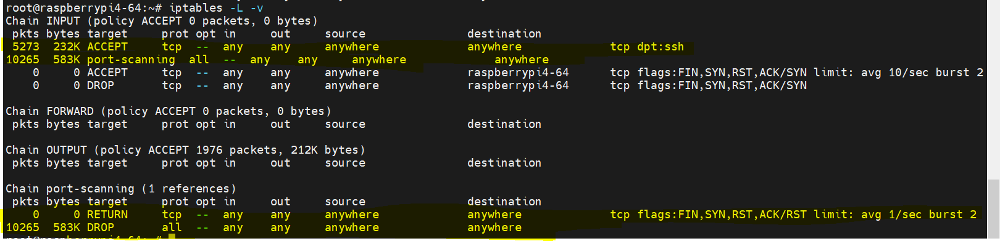 root@raspberrypi4-64:~# iptables -L -v
Chain INPUT (policy ACCEPT 0 packets, 0 bytes)
pkts bytes target prot opt in out source destination
5273 232K ACCEPT tcp -- any any anywhere anywhere tcp dpt:ssh
10265 583K port-scanning all -- any any anywhere anywhere
0 0 ACCEPT tcp -- any any anywhere raspberrypi4-64 tcp flags:FIN,SYN,RST,ACK/SYN limit: avg 10/sec burst 2
0 0 DROP tcp -- any any anywhere raspberrypi4-64 tcp flags:FIN,SYN,RST,ACK/SYN
Chain FORWARD (policy ACCEPT 0 packets, 0 bytes)
pkts bytes target prot opt in out source destination
Chain OUTPUT (policy ACCEPT 1976 packets, 212K bytes)
pkts bytes target prot opt in out source destination
Chain port-scanning (1 references)
pkts bytes target prot opt in out source destination
0 0 RETURN tcp -- any any anywhere anywhere tcp flags:FIN,SYN,RST,ACK/RST limit: avg 1/sec burst 2
10265 583K DROP all -- any any anywhere anywhere
root@raspberrypi4-64:~#